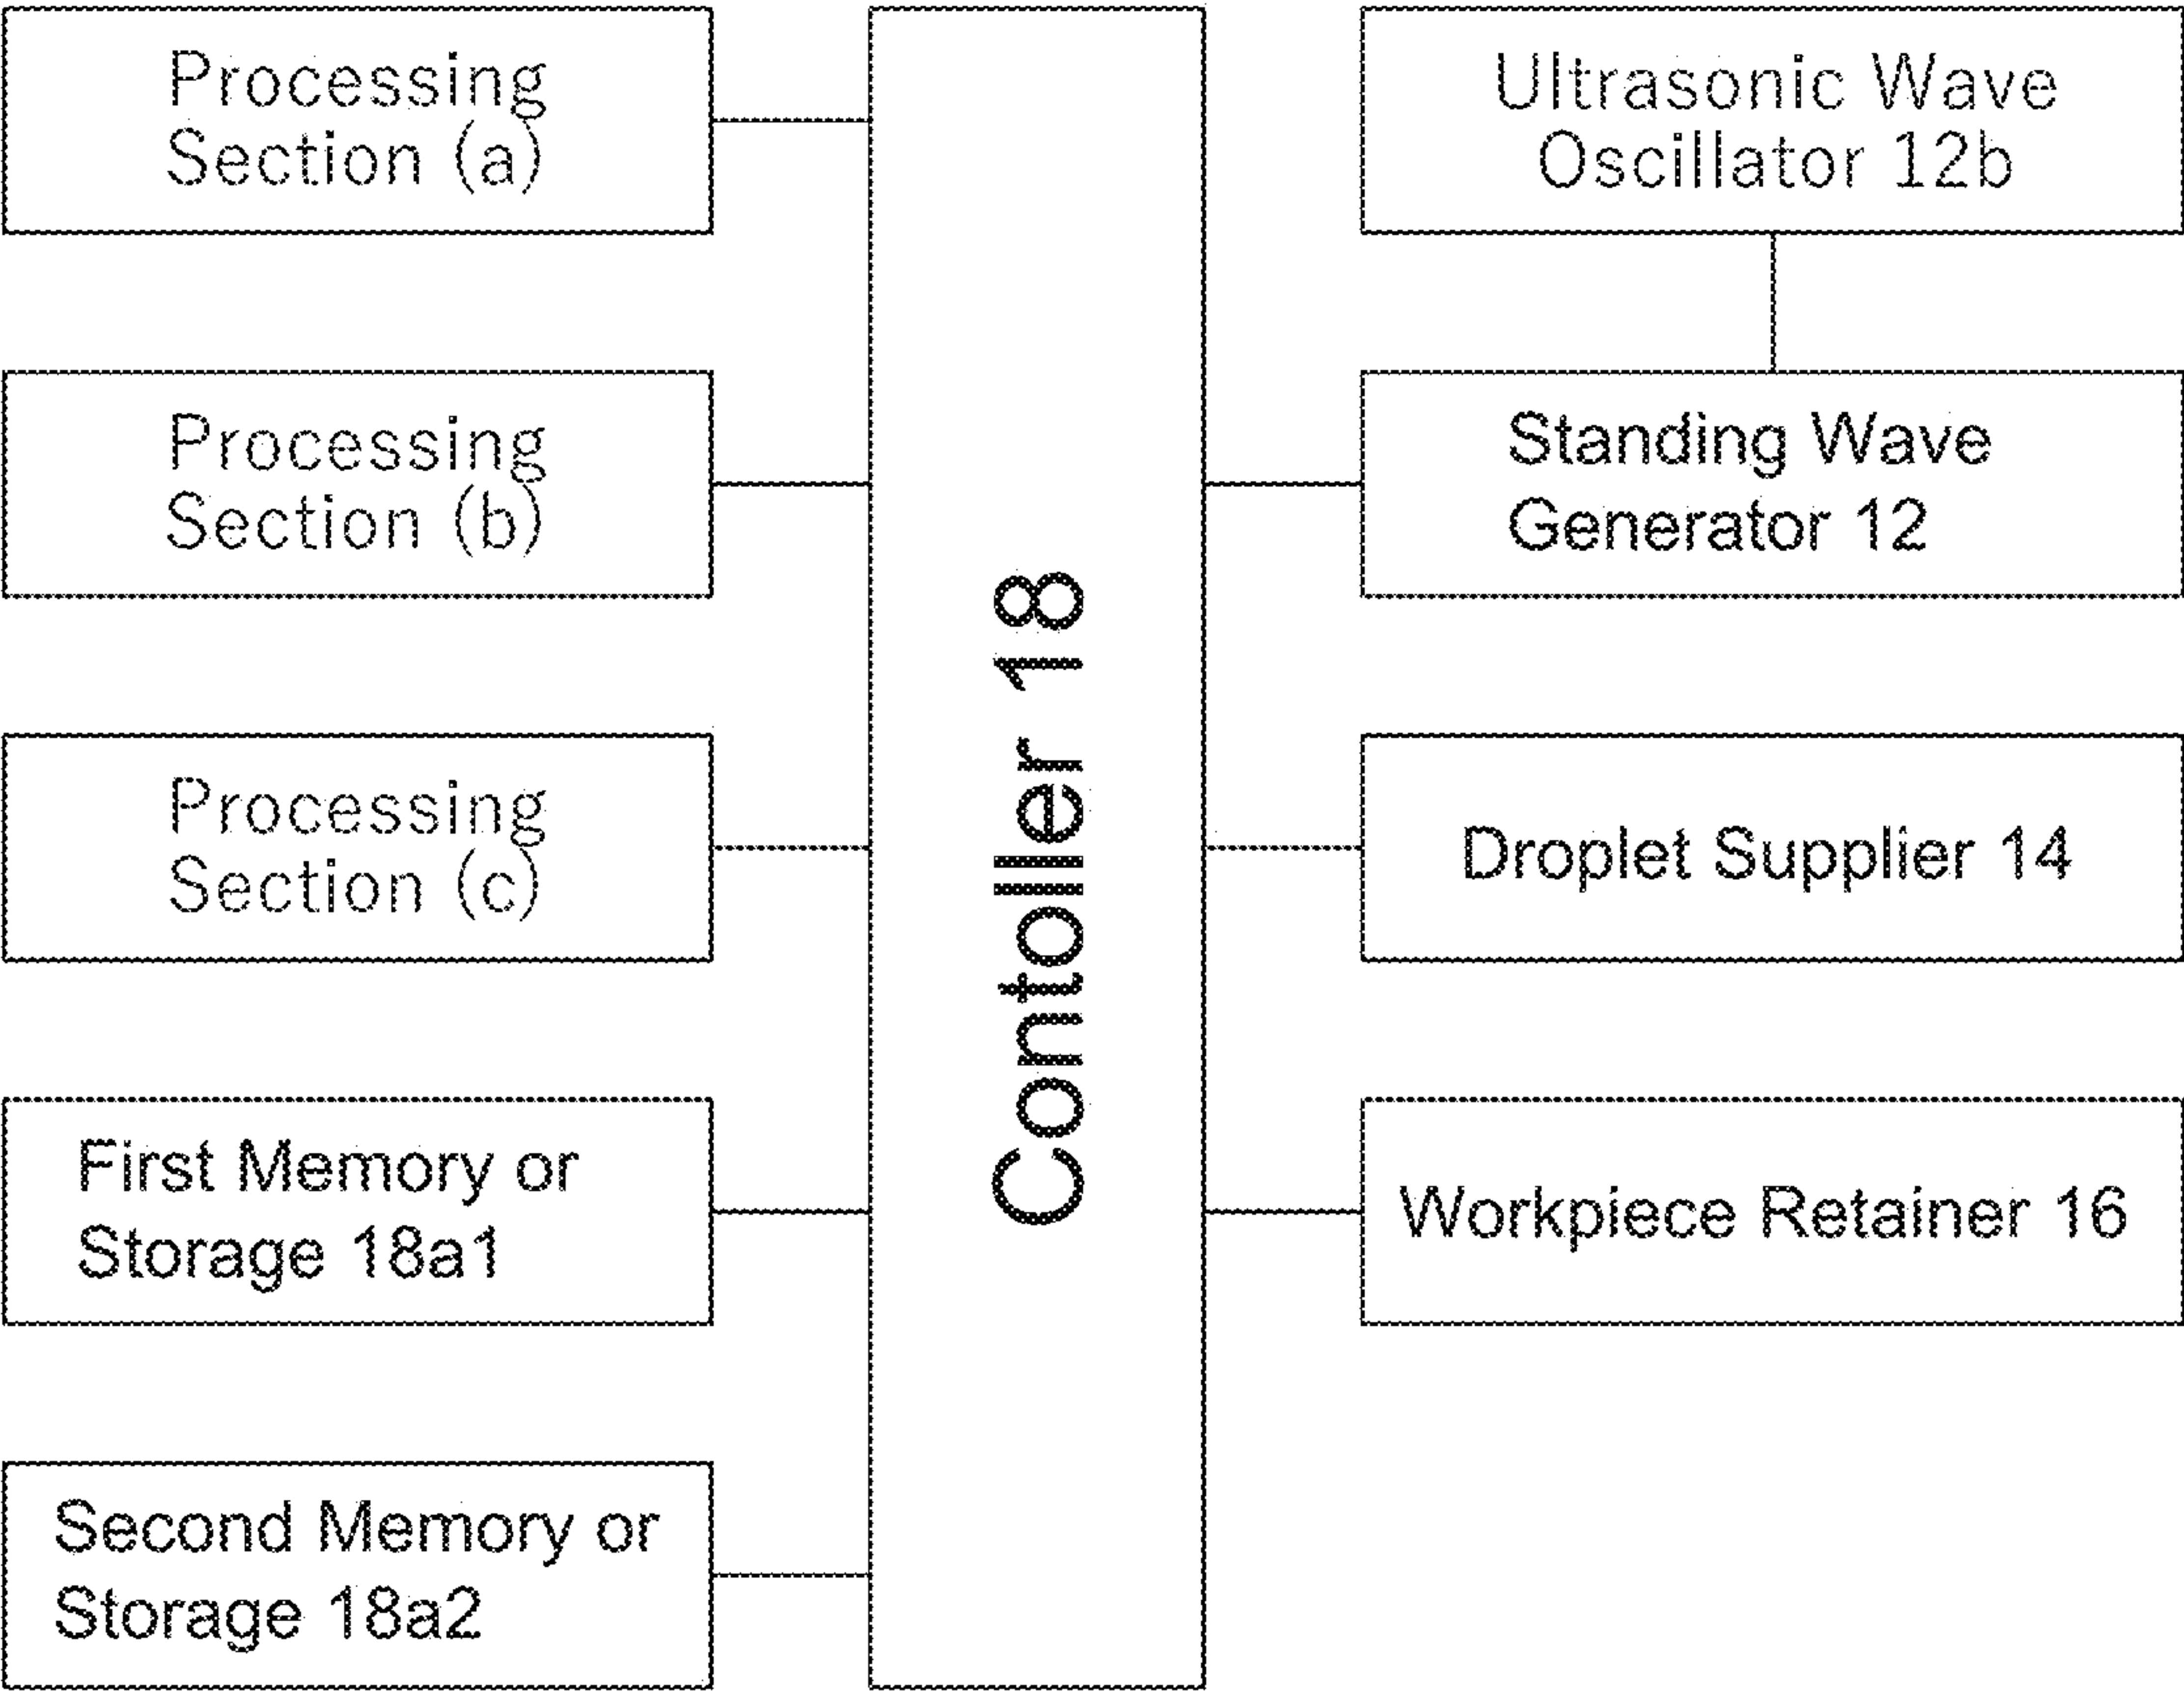 Processing
Section (a)
Processing
Section (b)
Processing
Section (c)
First Memory or
Storage 18a1
Second Memory or
Storage 18a2
Contoller 18
Ultrasonic Wave
Oscillator 12b
Standing Wave
Generator 12
Droplet Supplier 14
Workpiece Retainer 16